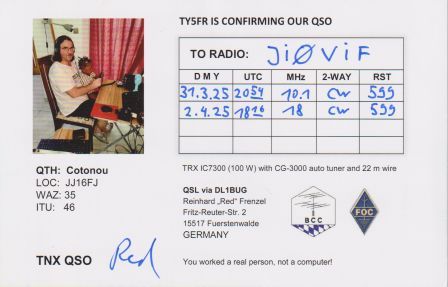 TY5FR IS CONFIRMING OUR QSO
TO RADIO: JI0VIF
D M Y UTC MHz 2-WAY RST
31.3.25 2054 10.1 CW 599
2.4.25 1816 18 CW 599
QTH: Cotonou
LOC: JJ16FJ
WAZ: 35
ITU: 46
TRX IC7300 (100 W) with CG-3000 auto tuner and 22 m wire
QSL via DL1BUG
Reinhard „Red" Frenzel
Fritz-Reuter-Str. 2
15517 Fuerstenwalde
GERMANY
BCC
FOC
TNX QSO Red
You worked a real person, not a computer!